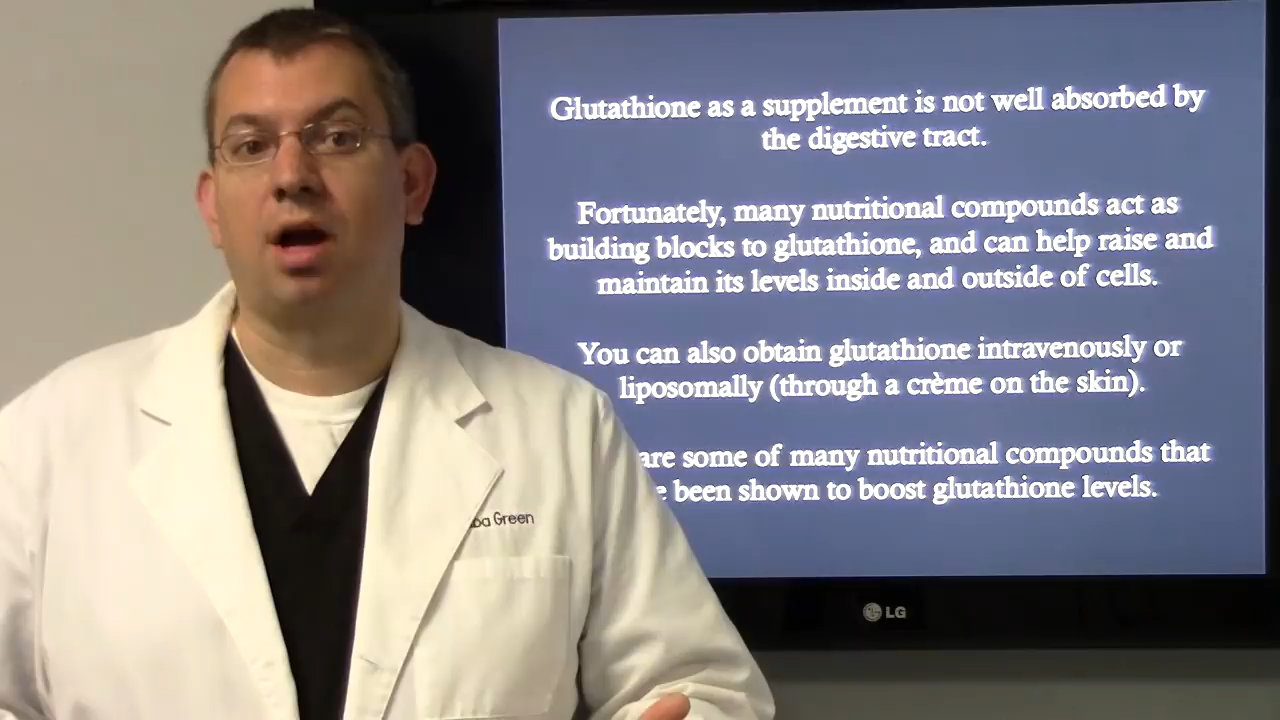 Glutathione as a supplement is not well absorbed by
the digestive tract.
Fortunately, many nutritional compounds act as
building blocks to glutathione, and can help raise and
maintain its levels inside and outside of cells.
You can also obtain glutathione intravenously or
liposomally (through a crème on the skin).
are some of many nutritional compounds that
been shown to boost glutathione levels.
Green
LG